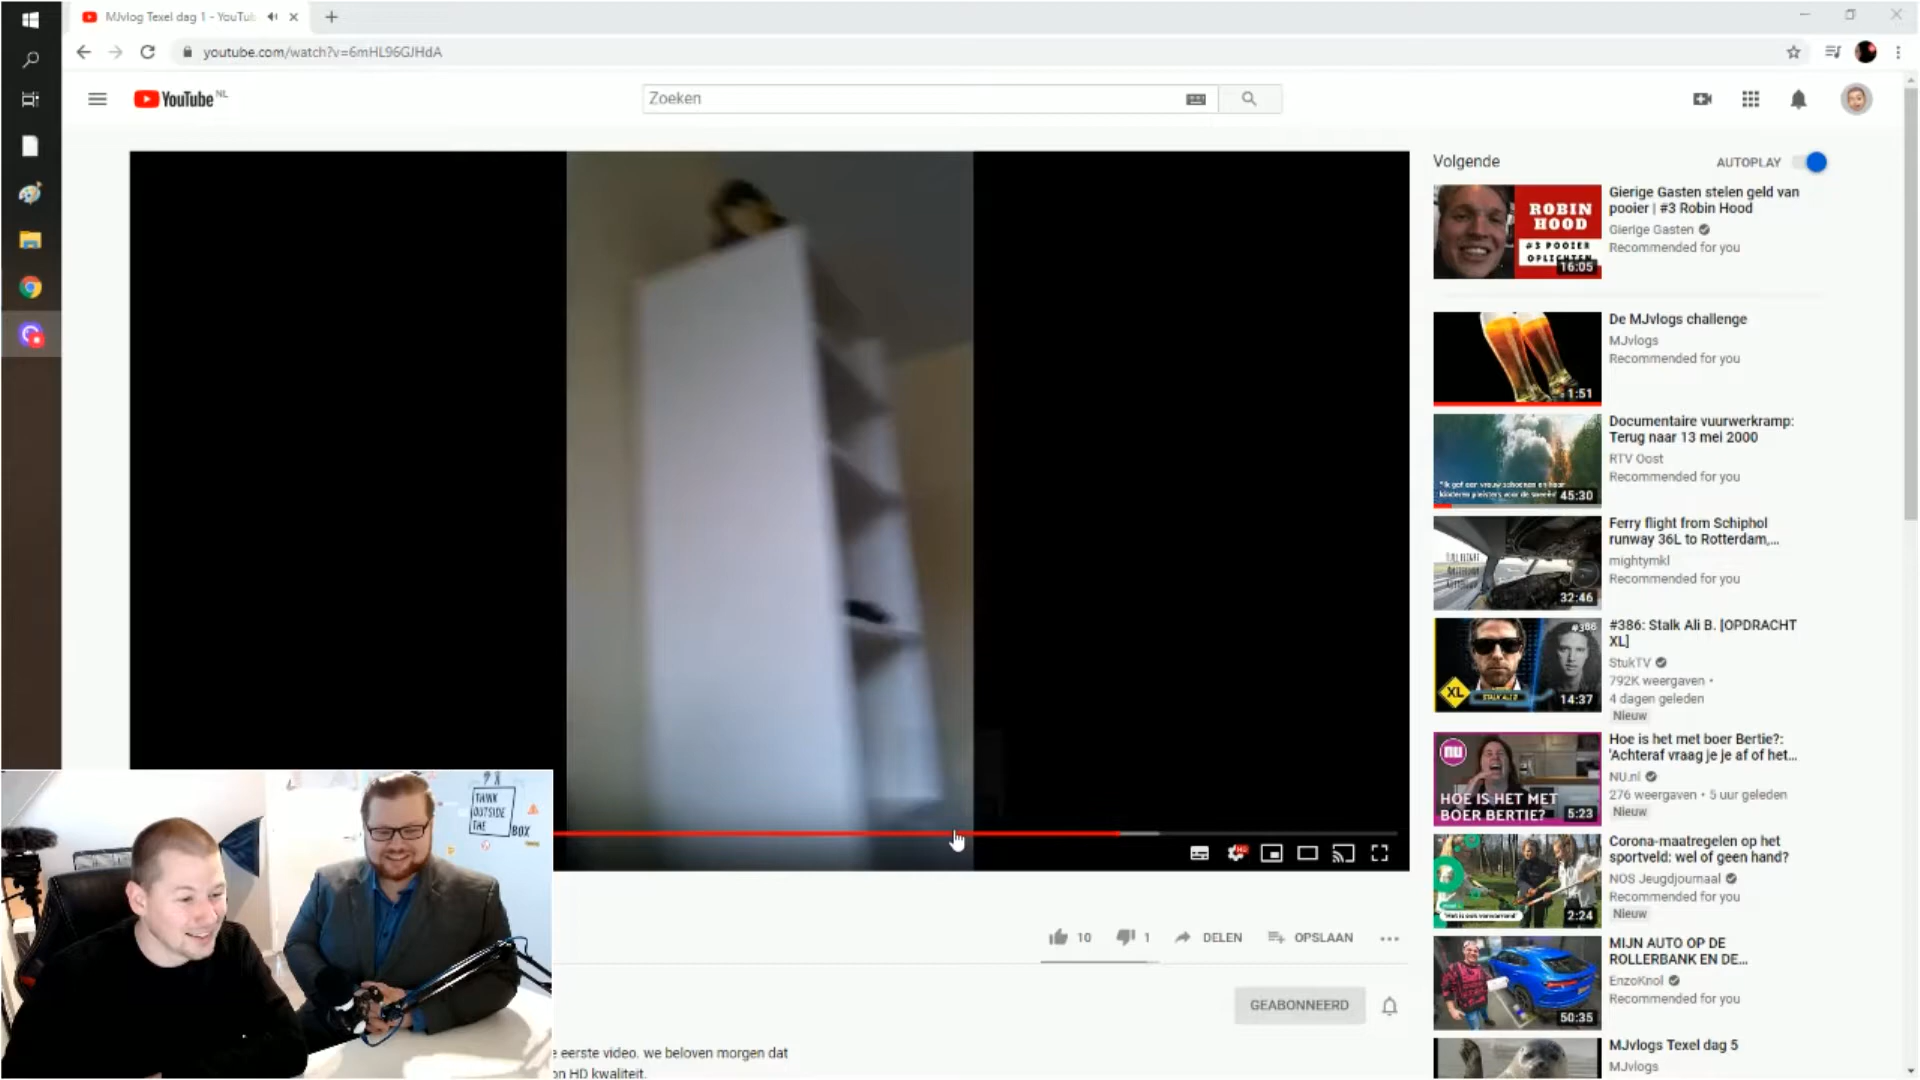 MJvlog Texel dag 1 - YouTub
youtube.com/watch?v=6mHL96GJHdA
YouTube NL
Zoeken
Volgende
AUTOPLAY
ROBIN
HOOD
#3 POOIER
OPLICHTEN
16:05
Gierige Gasten stelen geld van
pooier | #3 Robin Hood
Gierige Gasten
Recommended for you
1:51
De MJvlogs challenge
MJvlogs
Recommended for you
45:30
Documentaire vuurwerkramp:
Terug naar 13 mei 2000
RTV Oost
Recommended for you
32:46
Ferry flight from Schiphol
runway 36L to Rotterdam,...
mightymkl
Recommended for you
#386
XL
STALK ALI B
14:37
#386: Stalk Ali B. [OPDRACHT
XL]
StukTV
792K weergaven •
4 dagen geleden
Nieuw
nu
HOE IS HET MET
BOER BERTIE?
5:23
Hoe is het met boer Bertie?:
'Achteraf vraag je je af of het...
NU.nl
276 weergaven • 5 uur geleden
Nieuw
2:24
Corona-maatregelen op het
sportveld: wel of geen hand?
NOS Jeugdjournaal
Recommended for you
Nieuw
50:35
MIJN AUTO OP DE
ROLLERBANK EN DE...
EnzoKnol
Recommended for you
MJvlogs Texel dag 5
MJvlogs
THINK
OUTSIDE
THE
BOX
HD
10
1
DELEN
OPSLAAN
GEABONNEERD
e eerste video. we beloven morgen dat
on HD kwaliteit.